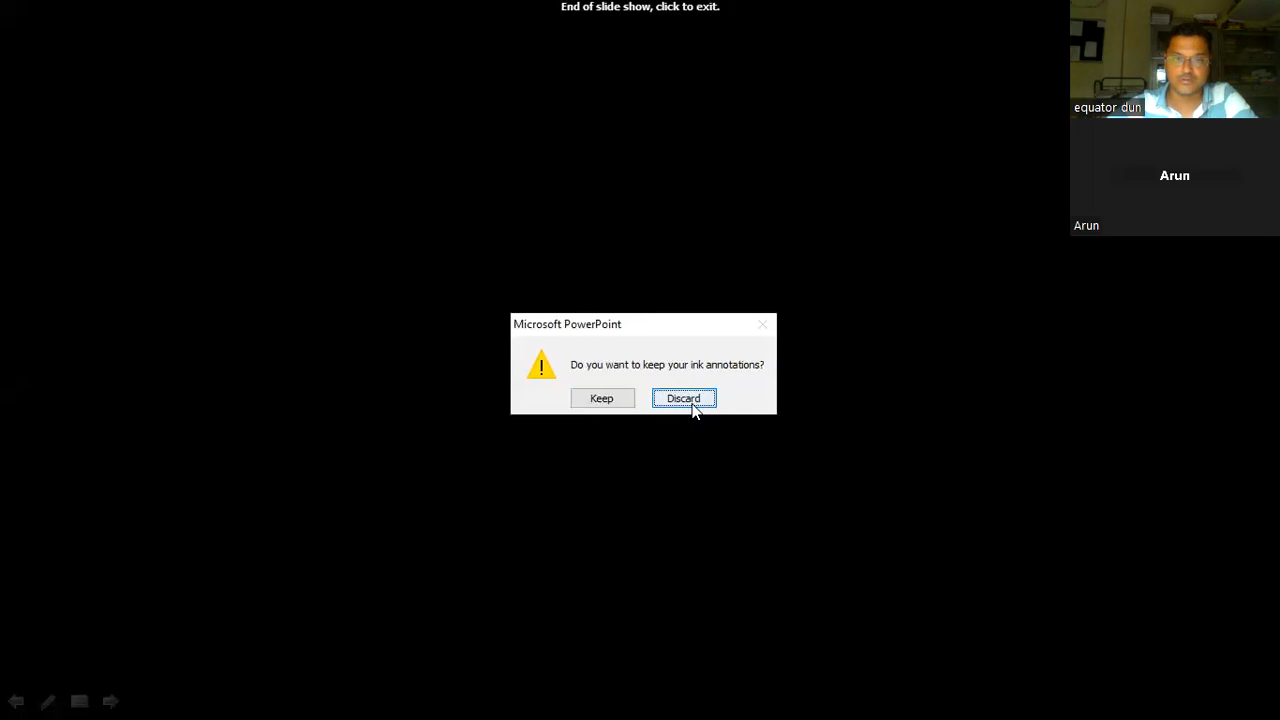 End of slide show, click to exit.
equator dun
Arun
Arun
Microsoft PowerPoint
Do you want to keep your ink annotations?
Keep
Discard